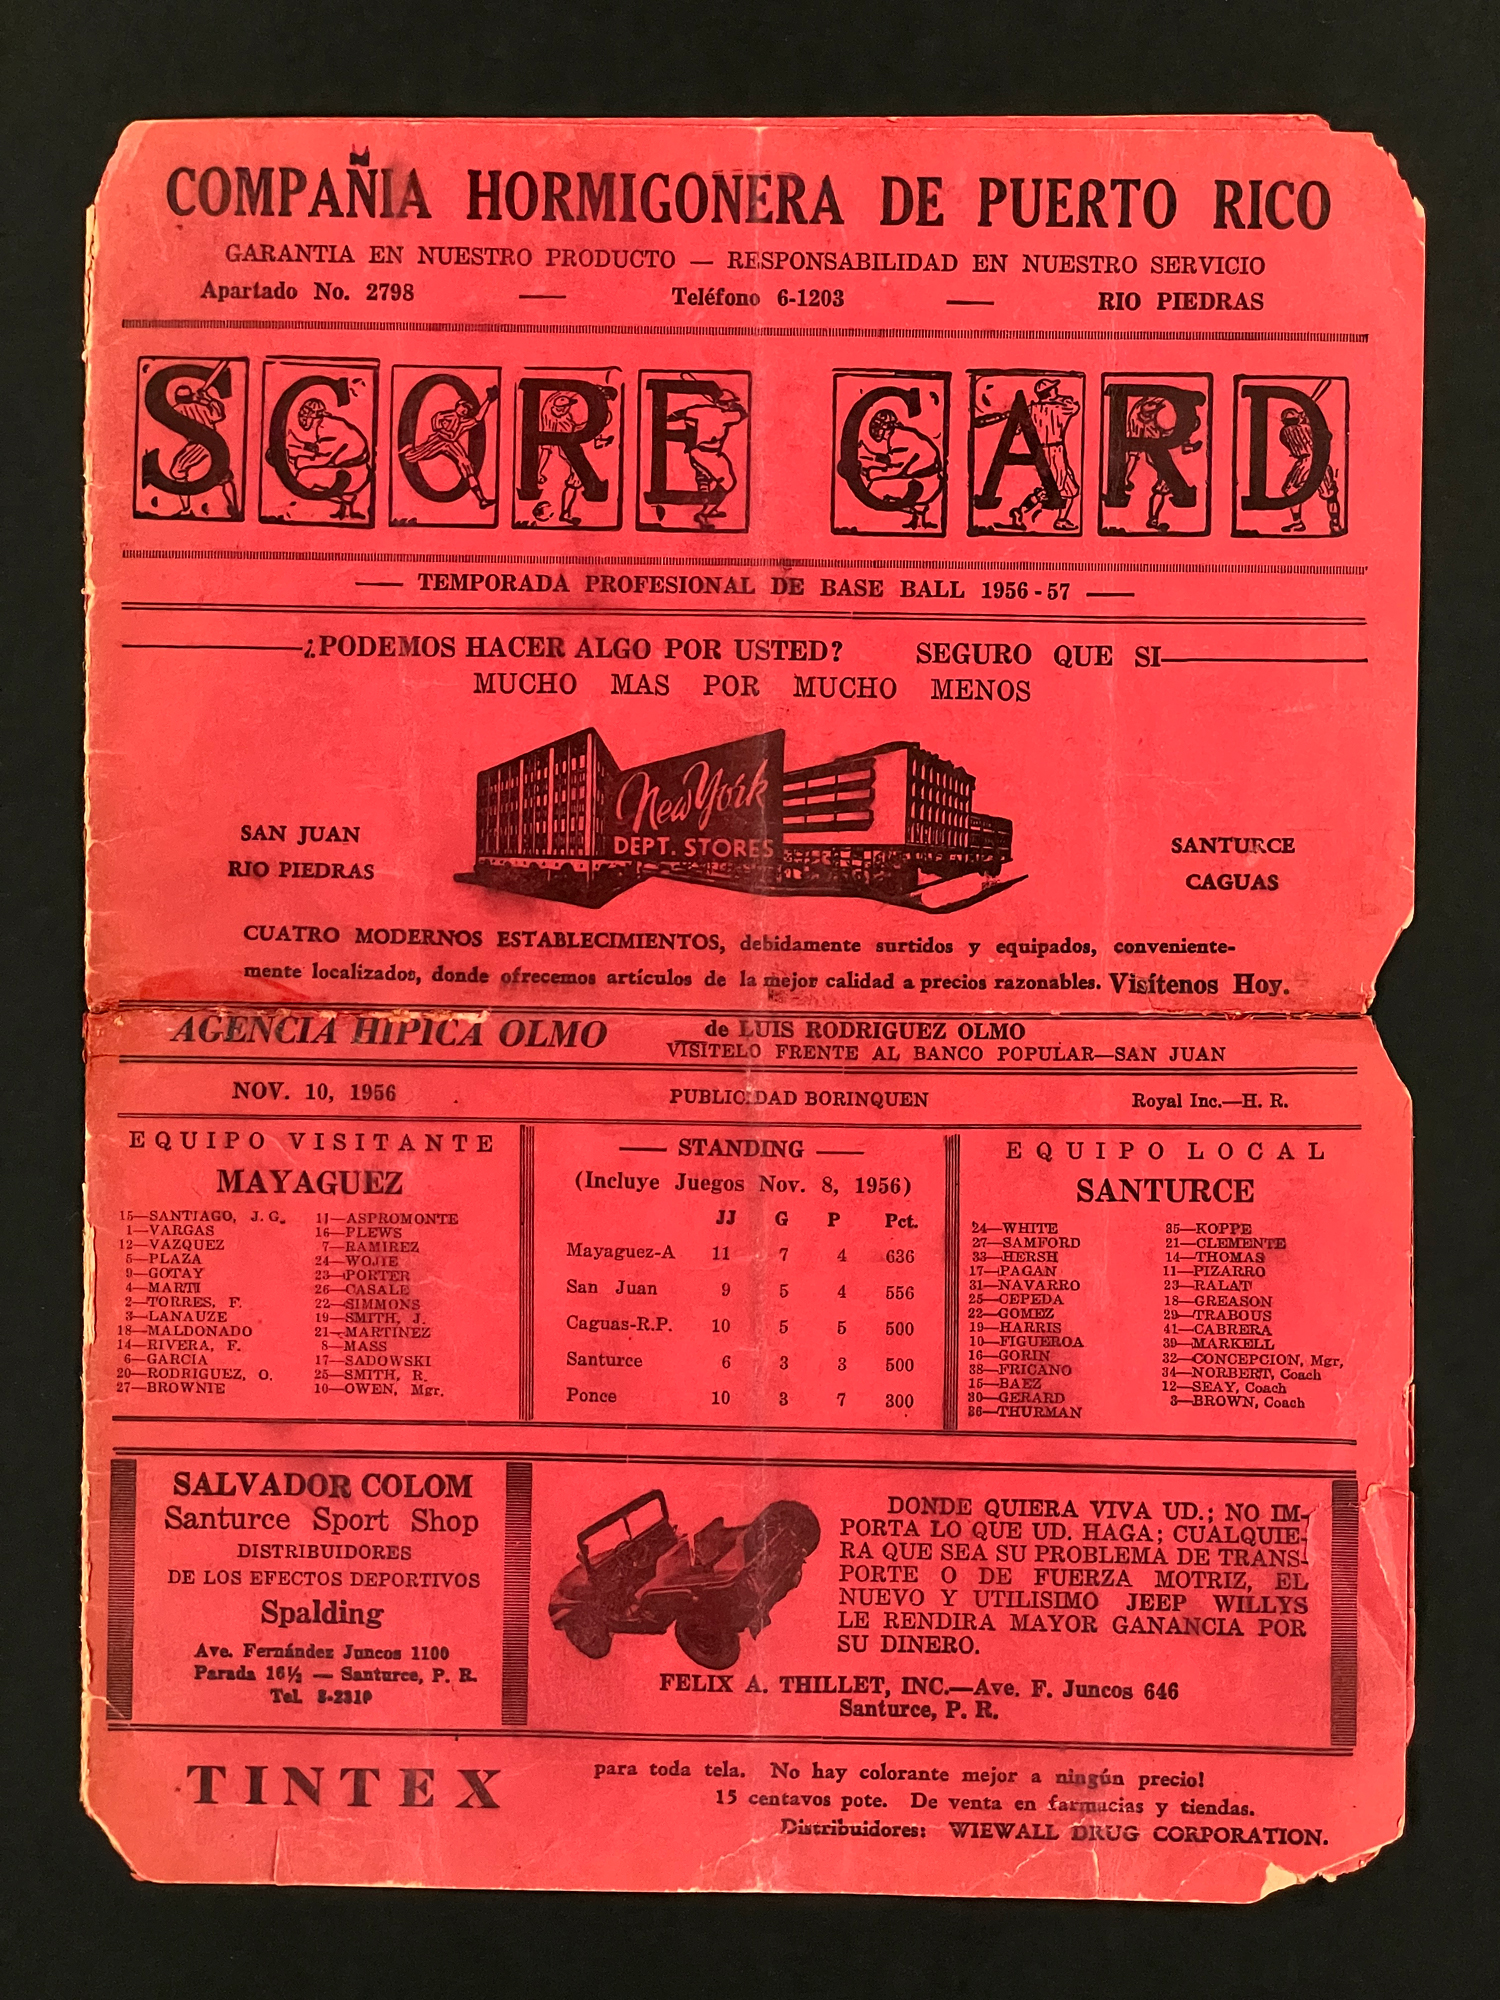 COMPAÑIA HORMIGONERA DE PUERTO RICO
GARANTIA EN NUESTRO PRODUCTO — RESPONSABILIDAD EN NUESTRO SERVICIO
Apartado No. 2798 — Teléfono 6-1203 — RIO PIEDRAS
SCORE CARD
— TEMPORADA PROFESIONAL DE BASE BALL 1956-57 —
¿PODEMOS HACER ALGO POR USTED? SEGURO QUE SI
MUCHO MAS POR MUCHO MENOS
New York
DEPT. STORES
SAN JUAN
RIO PIEDRAS
SANTURCE
CAGUAS
CUATRO MODERNOS ESTABLECIMIENTOS, debidamente surtidos y equipados, conveniente-
mente localizados, donde ofrecemos artículos de la mejor calidad a precios razonables. Visítenos Hoy.
AGENCIA HIPICA OLMO
de LUIS RODRIGUEZ OLMO
VISITELO FRENTE AL BANCO POPULAR—SAN JUAN
NOV. 10, 1956 PUBLICIDAD BORINQUEN Royal Inc.—H. R.
EQUIPO VISITANTE
MAYAGUEZ
15—SANTIAGO, J. G.
1—VARGAS
12—VAZQUEZ
5—PLAZA
9—GOTAY
4—MARTI
2—TORRES, F.
3—LANAUZE
18—MALDONADO
14—RIVERA, F.
6—GARCIA
20—RODRIGUEZ, O.
27—BROWNIE
11—ASPROMONTE
16—PLEWS
7—RAMIREZ
24—WOJIE
23—PORTER
26—CASALE
22—SIMMONS
19—SMITH, J.
21—MARTINEZ
8—MASS
17—SADOWSKI
25—SMITH, R.
10—OWEN, Mgr.
— STANDING —
(Incluye Juegos Nov. 8, 1956)
JJ G P Pct.
Mayaguez-A 11 7 4 636
San Juan 9 5 4 556
Caguas-R.P. 10 5 5 500
Santurce 6 3 3 500
Ponce 10 3 7 300
EQUIPO LOCAL
SANTURCE
24—WHITE
27—SAMFORD
33—HERSH
17—PAGAN
31—NAVARRO
25—CEPEDA
22—GOMEZ
19—HARRIS
10—FIGUEROA
16—GORIN
38—FRICANO
15—BAEZ
30—GERARD
36—THURMAN
35—KOPPE
21—CLEMENTE
14—THOMAS
11—PIZARRO
23—RALAT
18—GREASON
29—TRABOUS
41—CABRERA
39—MARKELL
32—CONCEPCION, Mgr,
34—NORBERT, Coach
12—SEAY, Coach
3—BROWN, Coach
SALVADOR COLOM
Santurce Sport Shop
DISTRIBUIDORES
DE LOS EFECTOS DEPORTIVOS
Spalding
Ave. Fernández Juncos 1100
Parada 16½ — Santurce, P. R.
Tel.
DONDE QUIERA VIVA UD.; NO IM-
PORTA LO QUE UD. HAGA; CUALQUIE-
RA QUE SEA SU PROBLEMA DE TRANS-
PORTE O DE FUERZA MOTRIZ, EL
NUEVO Y UTILISIMO JEEP WILLYS
LE RENDIRA MAYOR GANANCIA POR
SU DINERO.
FELIX A. THILLET, INC.—Ave. F. Juncos 646
Santurce, P. R.
TINTEX
para toda tela. No hay colorante mejor a ningún precio!
15 centavos pote. De venta en farmacias y tiendas.
Distribuidores: WIEWALL DRUG CORPORATION.